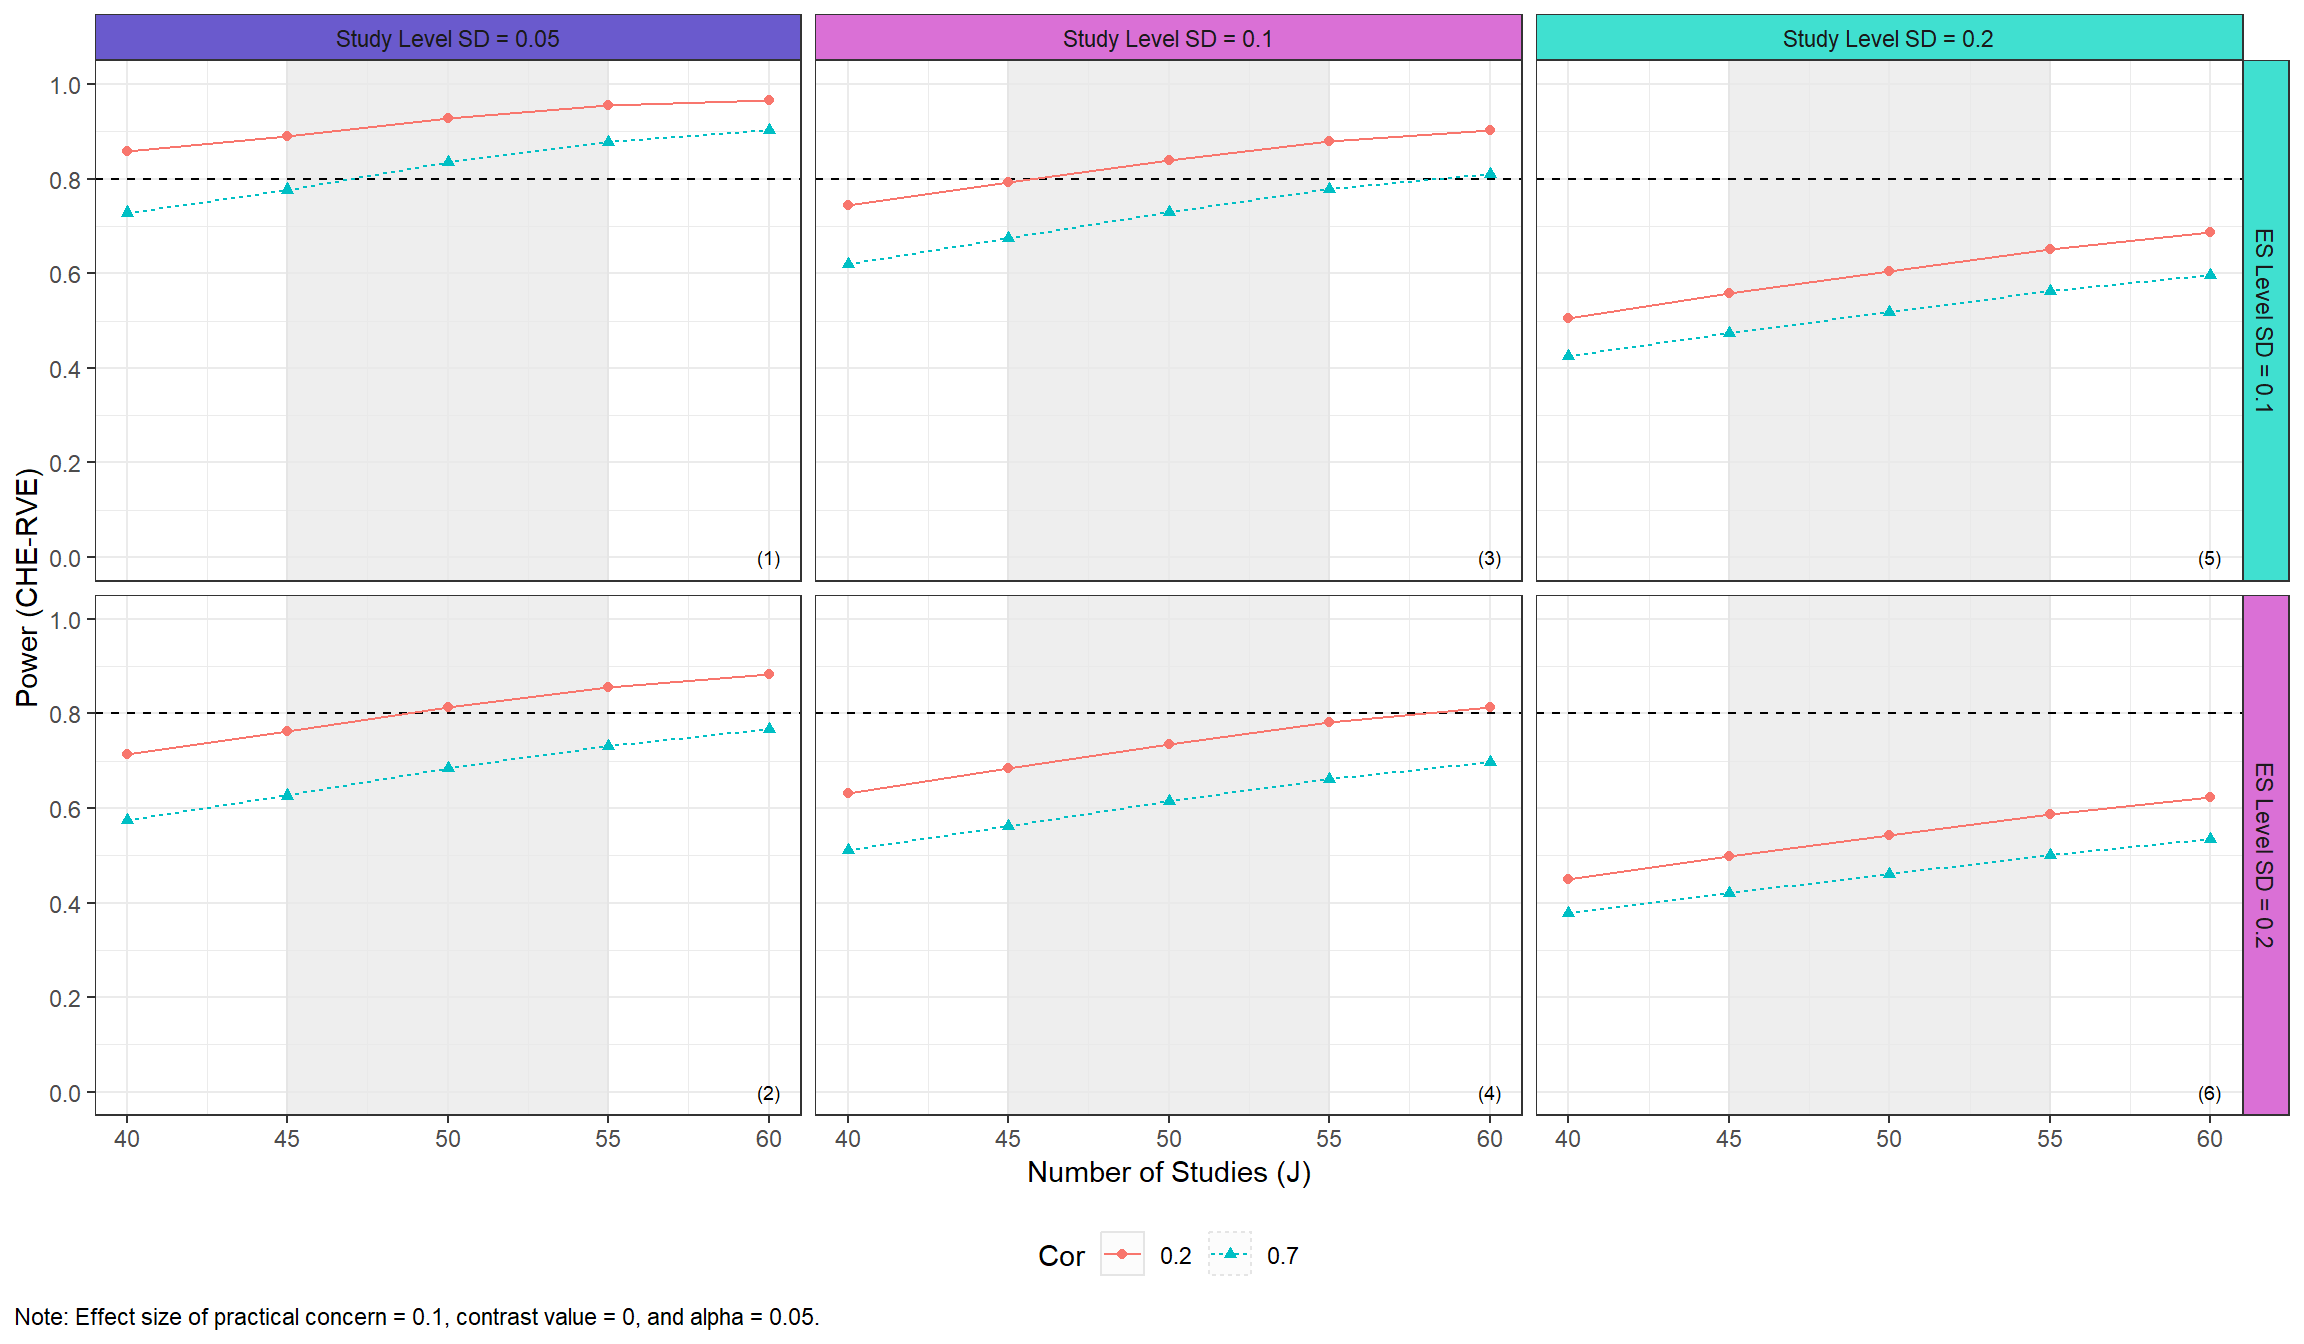 Study Level SD = 0.05
Study Level SD = 0.1
Study Level SD = 0.2
1.0
0.8
0.6
0.4
0.2
0.0
(1)
(3)
(5)
ES Level SD = 0.1
Power (CHE-RVE)
1.0
0.8
0.6
0.4
0.2
0.0
(2)
(4)
(6)
ES Level SD = 0.2
40 45 50 55 60
40 45 50 55 60
40 45 50 55 60
Number of Studies (J)
Cor 0.2 0.7
Note: Effect size of practical concern = 0.1, contrast value = 0, and alpha = 0.05.